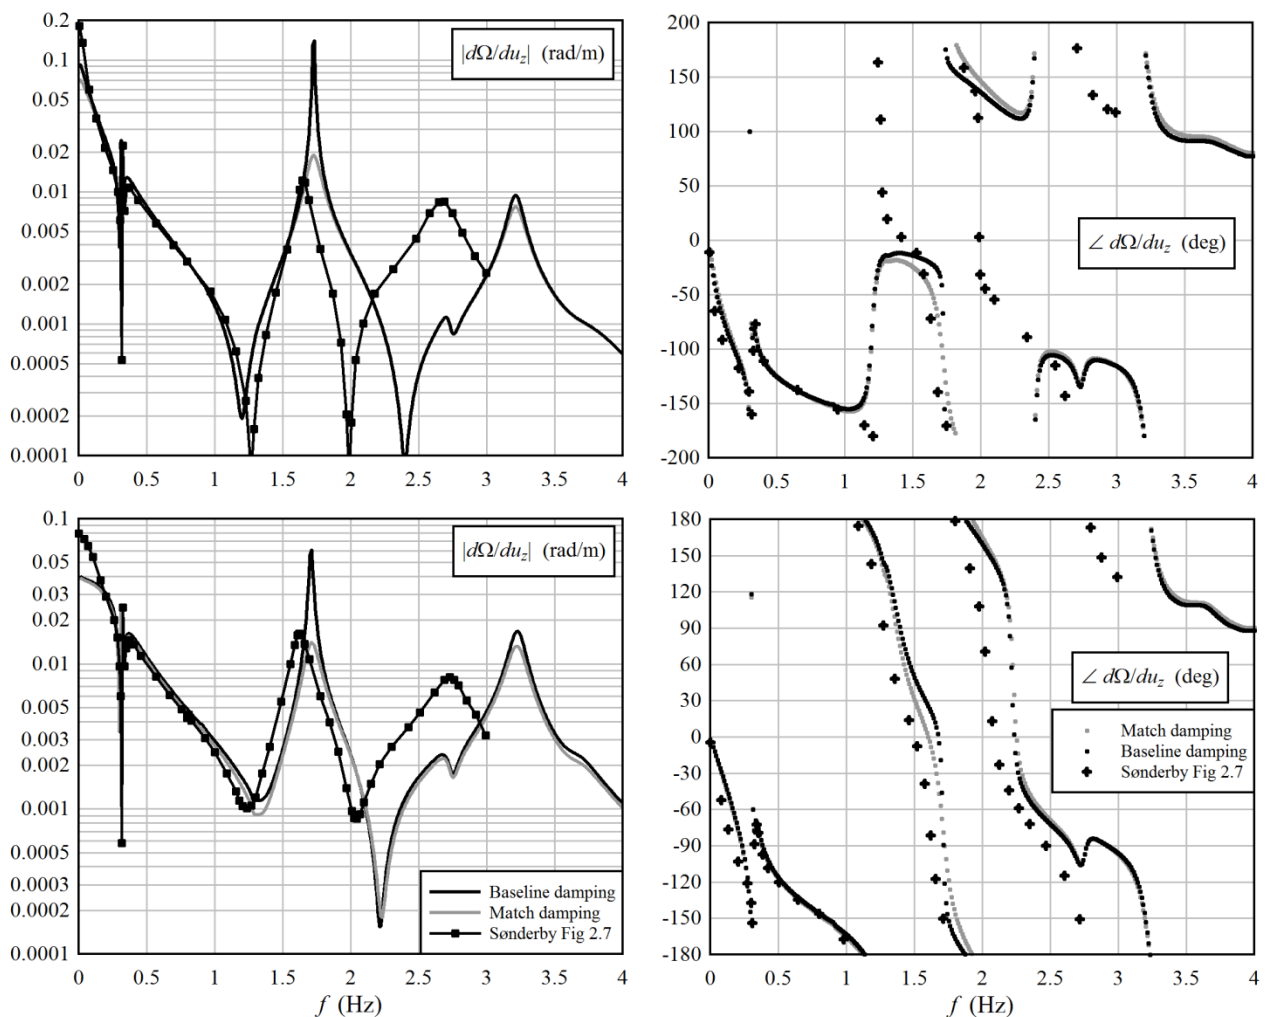 0.2
0.1
0.05
0.02
0.01
0.005
0.002
0.001
0.0005
0.0002
0.0001
0 0.5 1 1.5 2 2.5 3 3.5 4
|dΩ/du_z| (rad/m)
200
150
100
50
0
-50
-100
-150
-200
0 0.5 1 1.5 2 2.5 3 3.5 4
∠ dΩ/du_z (deg)
0.1
0.05
0.03
0.02
0.01
0.005
0.003
0.002
0.001
0.0005
0.0003
0.0002
0.0001
0 0.5 1 1.5 2 2.5 3 3.5 4
|dΩ/du_z| (rad/m)
Baseline damping
Match damping
Sønderby Fig 2.7
f (Hz)
180
150
120
90
60
30
0
-30
-60
-90
-120
-150
-180
0 0.5 1 1.5 2 2.5 3 3.5 4
∠ dΩ/du_z (deg)
Match damping
Baseline damping
Sønderby Fig 2.7
f (Hz)